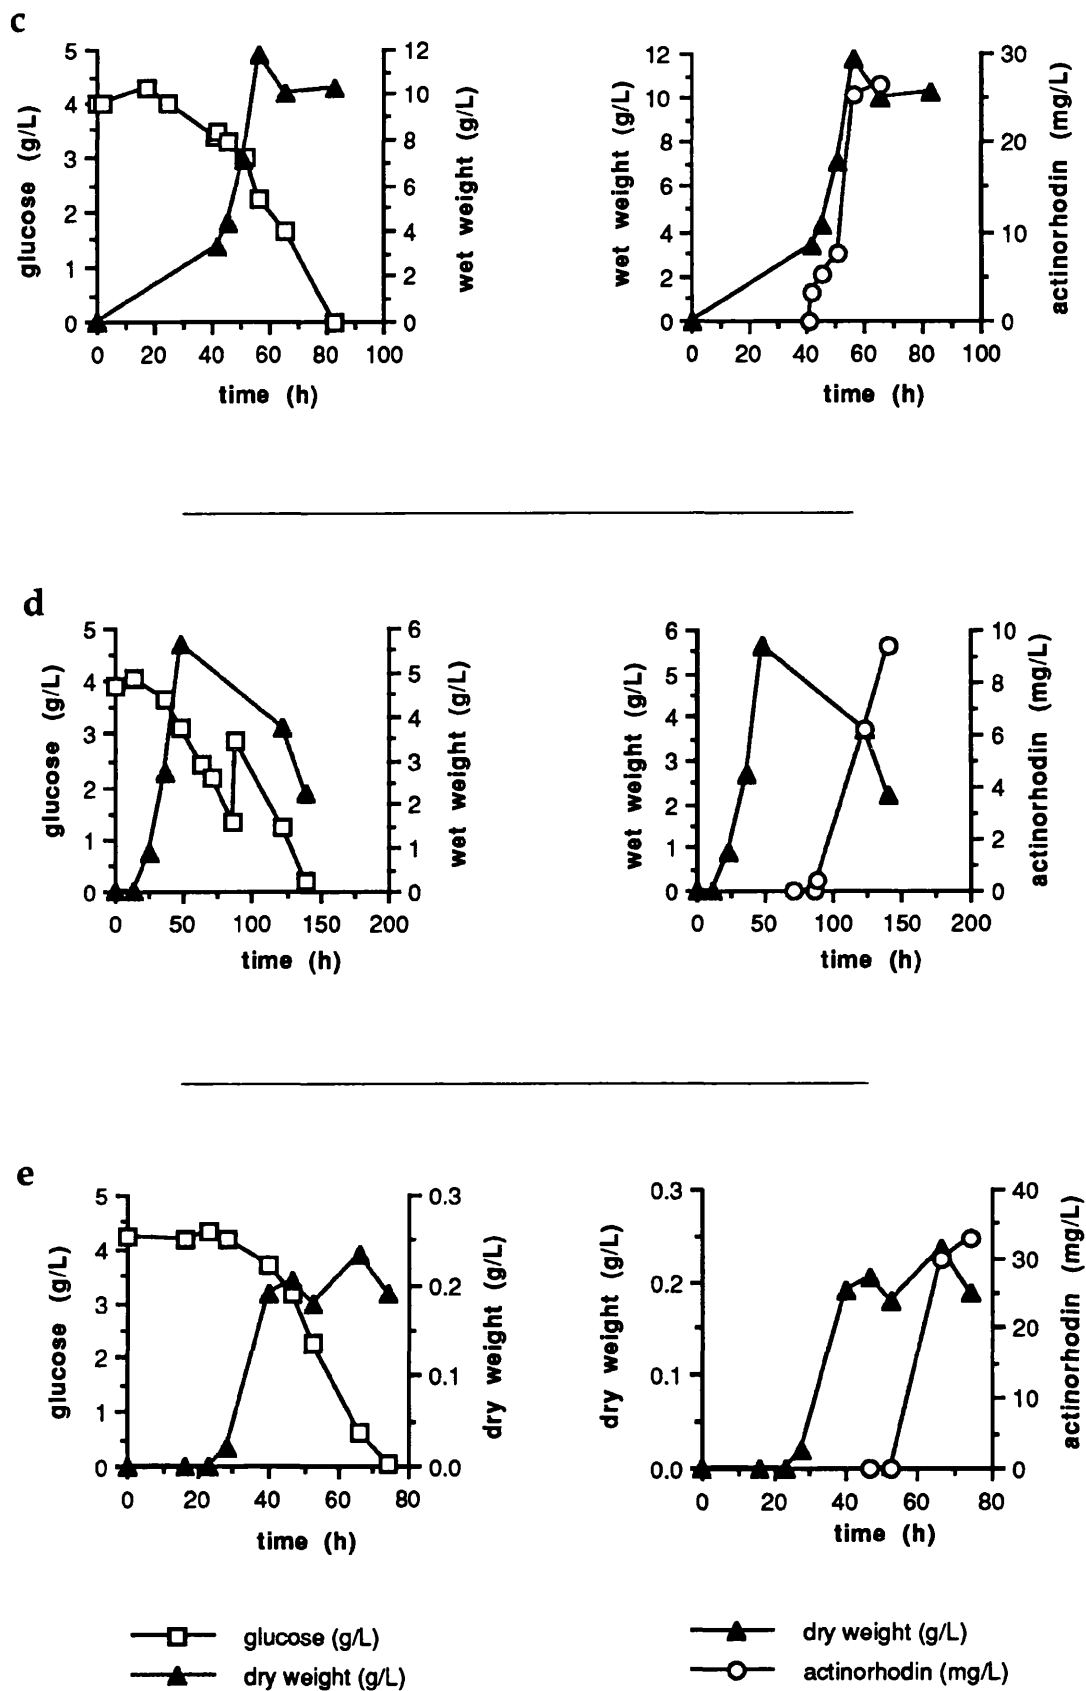 c
5
4
3
2
1
0
glucose (g/L)
12
10
8
6
4
2
0
wet weight (g/L)
0 20 40 60 80 100
time (h)
12
10
8
6
4
2
0
wet weight (g/L)
30
20
10
0
actinorhodin (mg/L)
0 20 40 60 80 100
time (h)
d
5
4
3
2
1
0
glucose (g/L)
6
5
4
3
2
1
0
wet weight (g/L)
0 50 100 150 200
time (h)
6
5
4
3
2
1
0
wet weight (g/L)
10
8
6
4
2
0
actinorhodin (mg/L)
0 50 100 150 200
time (h)
e
5
4
3
2
1
0
glucose (g/L)
0.3
0.2
0.1
0.0
dry weight (g/L)
0 20 40 60 80
time (h)
0.3
0.2
0.1
0.0
dry weight (g/L)
40
30
20
10
0
actinorhodin (mg/L)
0 20 40 60 80
time (h)
glucose (g/L)
dry weight (g/L)
dry weight (g/L)
actinorhodin (mg/L)